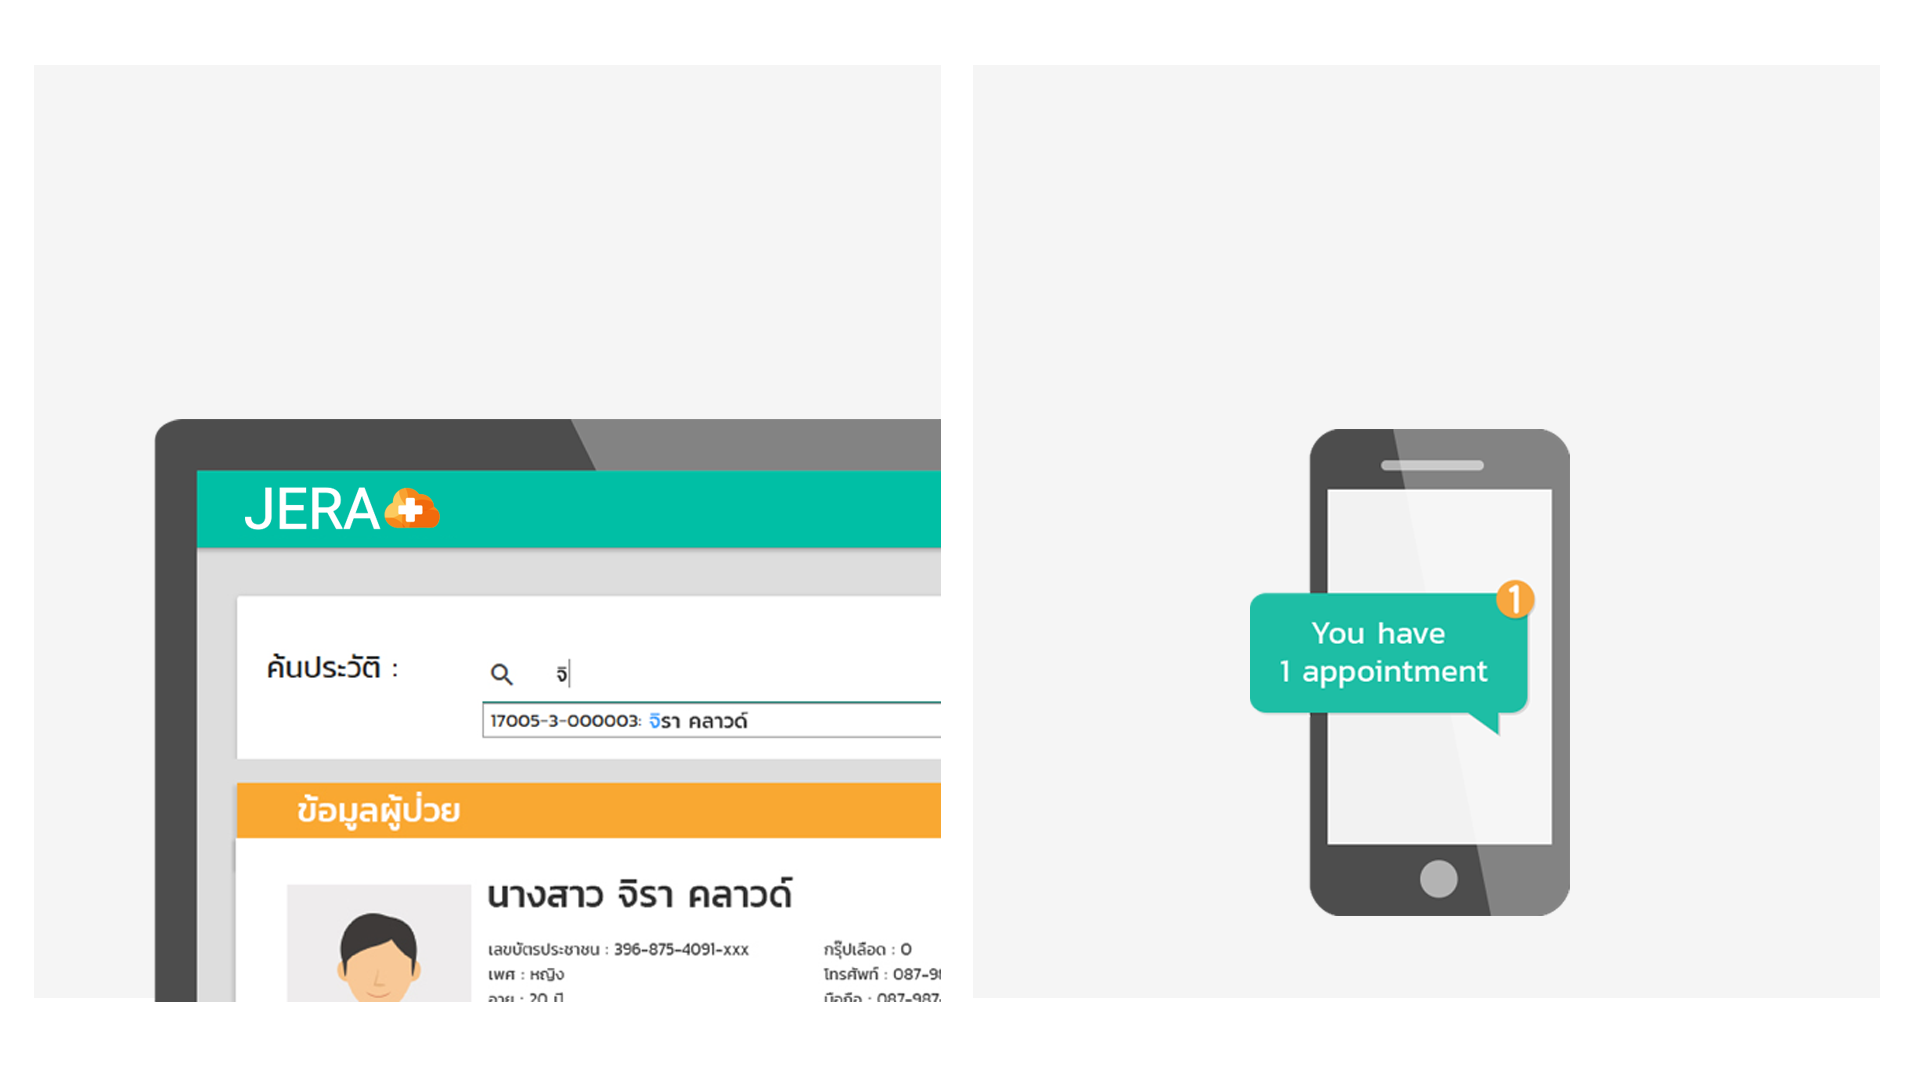 JERA
ค้นประวัติ :
จิ
17005-3-000003: จิรา คลาวด์
ข้อมูลผู้ป่วย
นางสาว จิรา คลาวด์
เลขบัตรประชาชน : 396-875-4091-xxx
กรุ๊ปเลือด : O
เพศ : หญิง
โทรศัพท์ : 087-98
อายุ : 20 ปี
มือถือ : 087-987-
1
You have
1 appointment